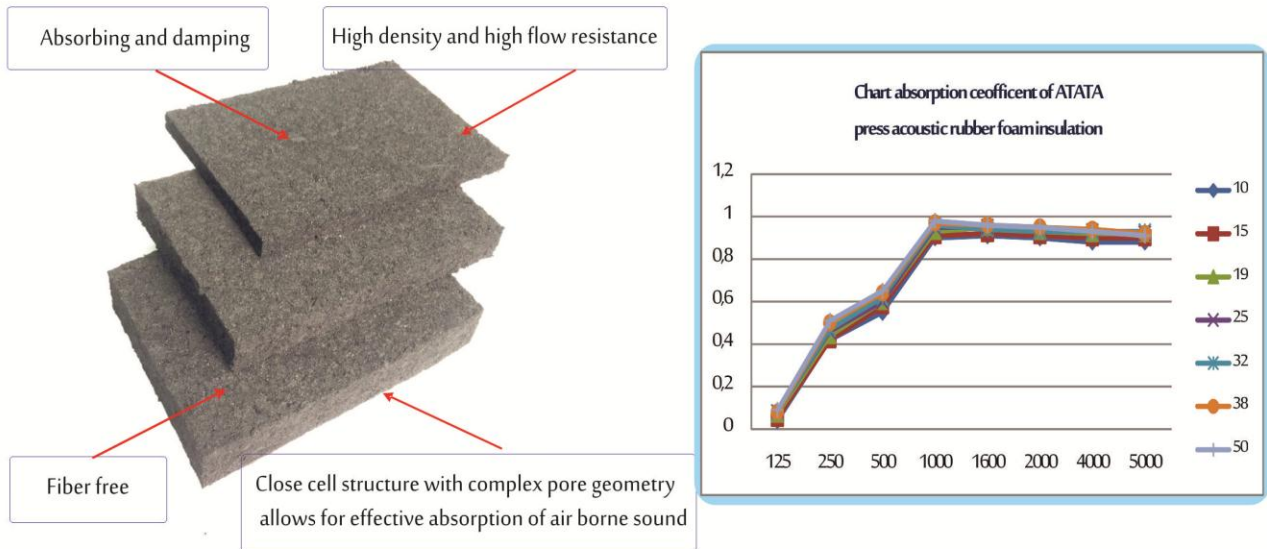 Absorbing and damping
High density and high flow resistance
Fiber free
Close cell structure with complex pore geometry
allows for effective absorption of air borne sound
Chart absorption ceofficent of ATATA
press acoustic rubber foam insulation
1,2
1
0,8
0,6
0,4
0,2
0
125 250 500 1000 1600 2000 4000 5000
10
15
19
25
32
38
50